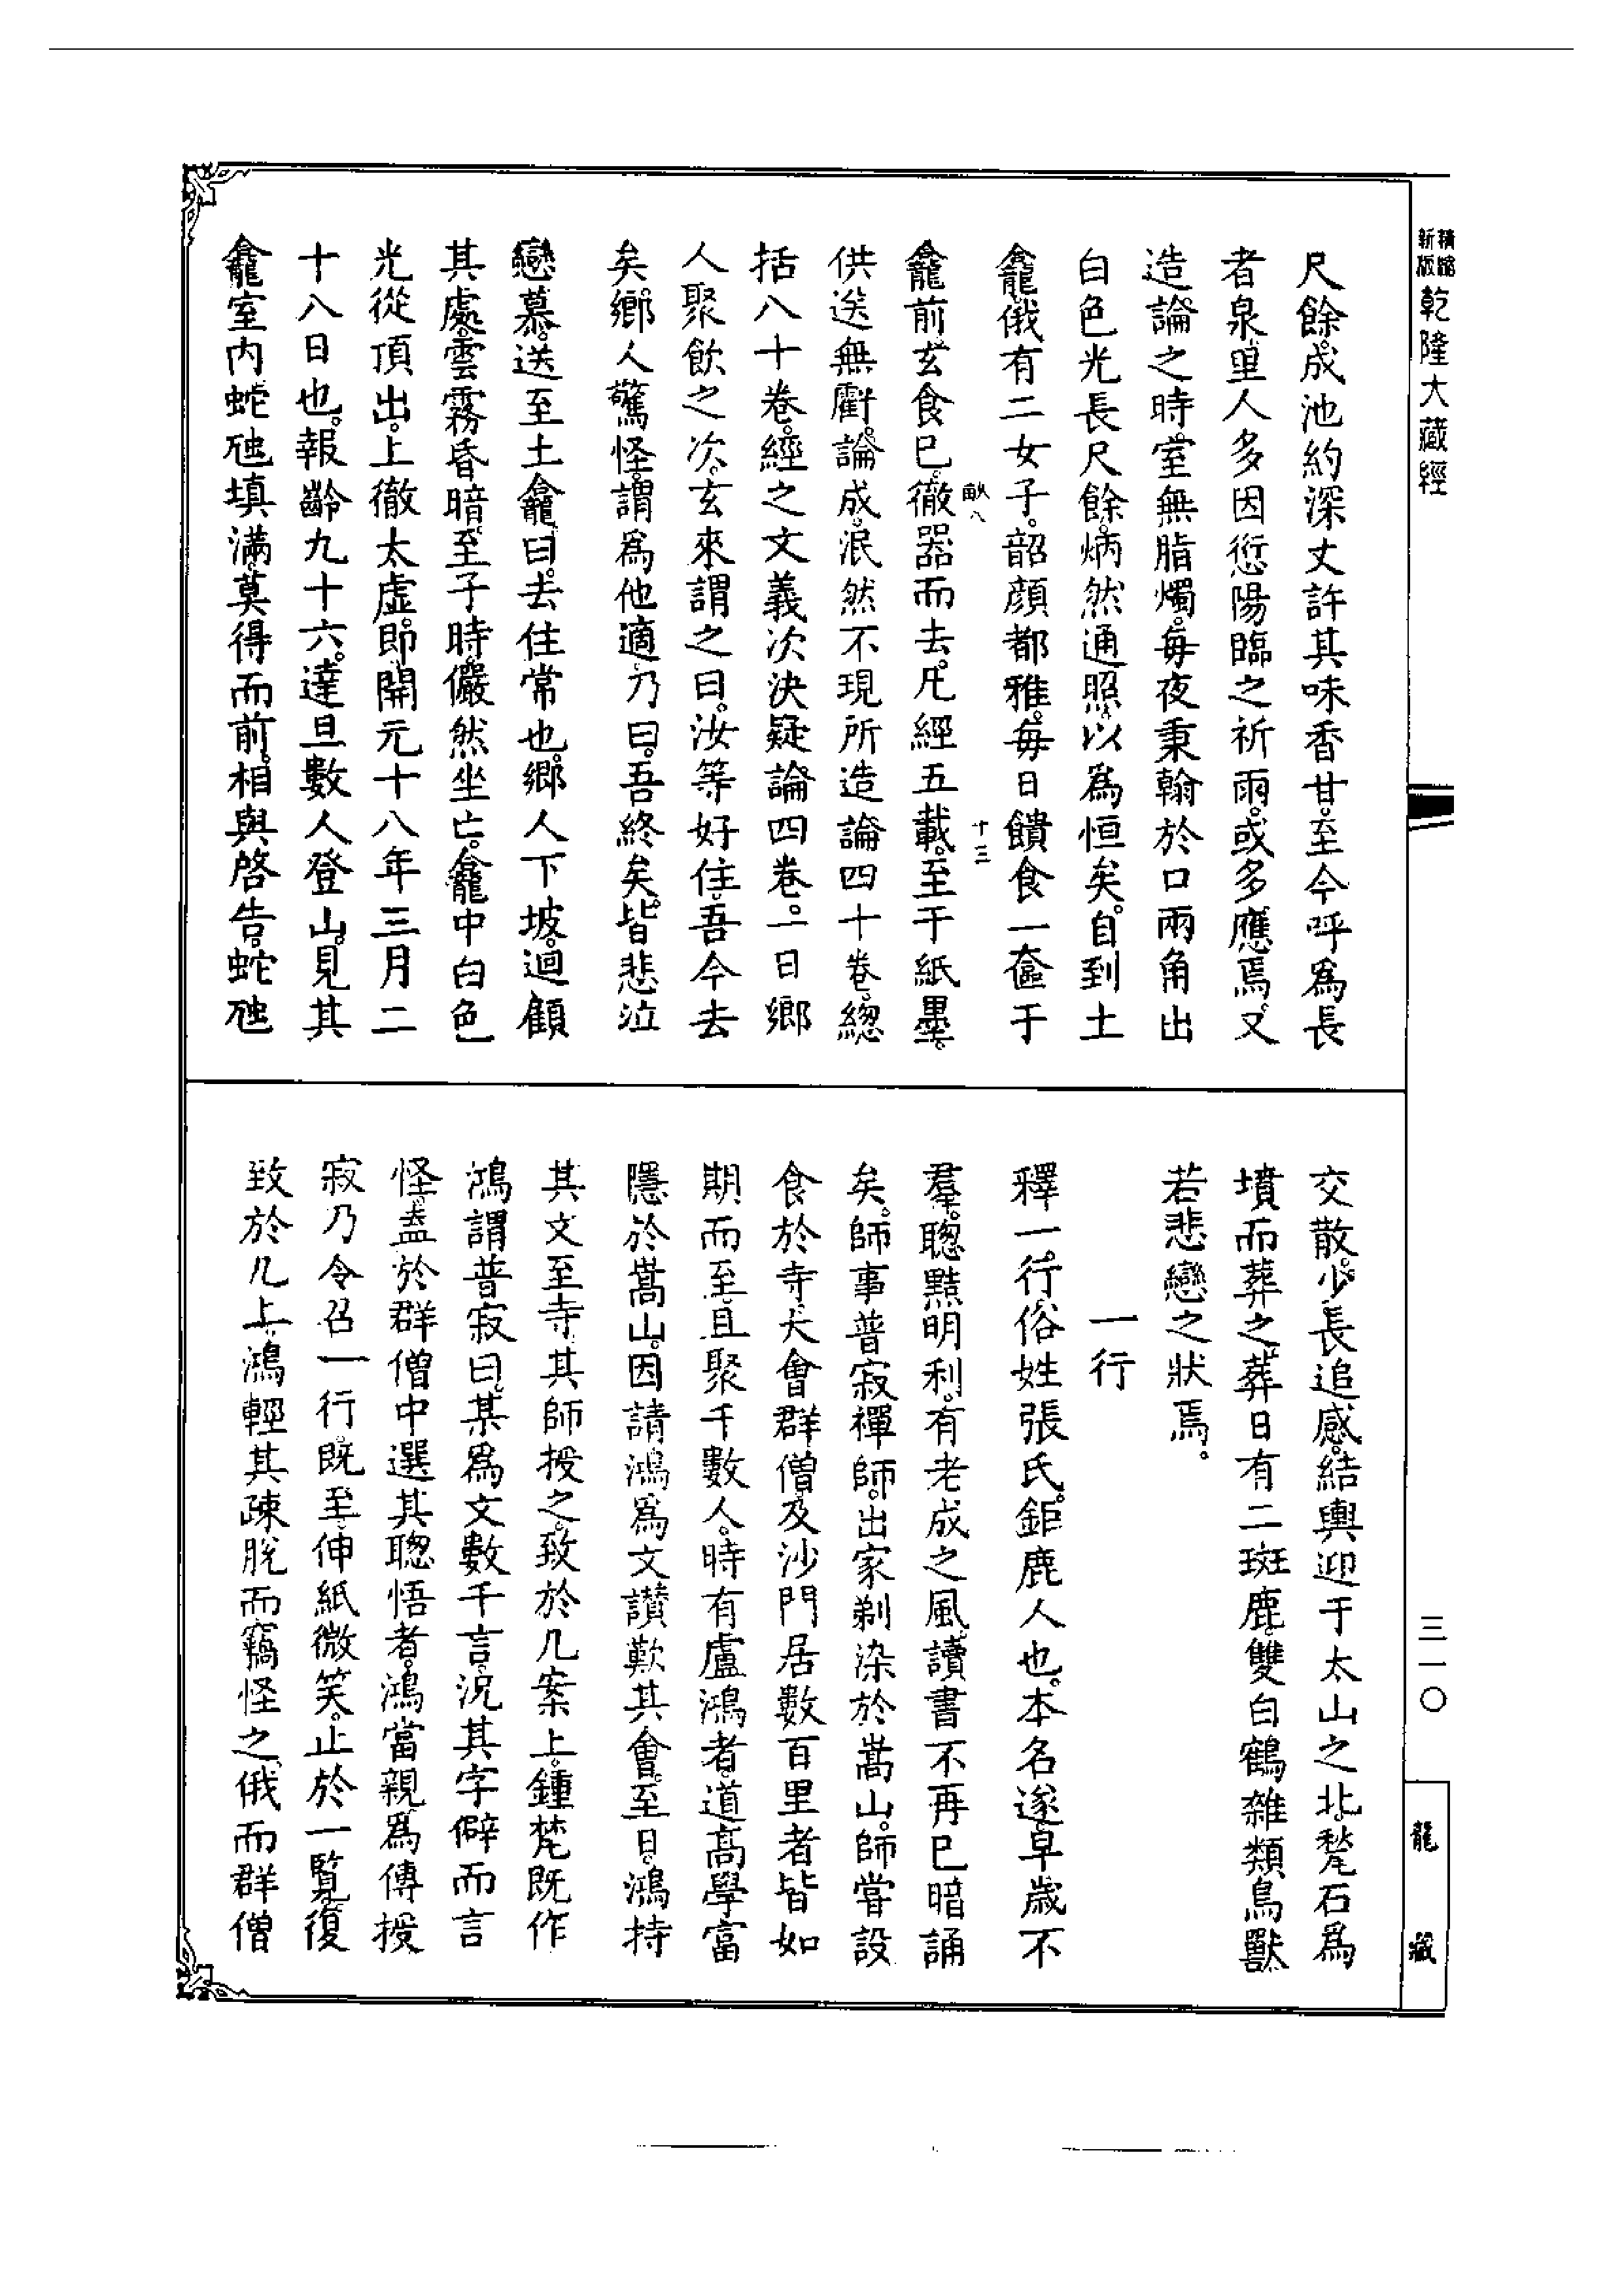 精縮新版乾隆大藏經
三一〇
龍藏
尺餘。成池約深丈許其味香甘。至今呼爲長
者泉。里人多因愆陽臨之祈雨。或多應焉。又
造論之時。室無脂燭。每夜秉翰於口兩角出
白色光長尺餘。炳然通照。以爲恒矣。自到土
龕。俄有二女子。韶顏都雅。每日饋食一奩于
龕前。玄食已。徹器而去。凡經五載。至于紙墨。
畝八
十三
供送無虧。論成。泯然不現所造論四十卷。總
括八十卷。經之文義次決疑論四卷。一日鄉
人聚飲之次。玄來謂之曰。汝等好住。吾今去
矣。鄉人驚怪。謂爲他適。乃曰。吾終矣。皆悲泣
戀慕。送至土龕。曰。去住常也。鄉人下坡。迴顧
其處。雲霧昏暗。至子時。儼然坐亡。龕中白色
光從頂出。上徹太虛。即開元十八年三月二
十八日也。報齡九十六。達旦數人登山。見其
龕室內蛇虺填滿。莫得而前。相與啓告。蛇虺
交散。少長追感。結輿迎于太山之北。甃石爲
墳而葬之。葬日有二斑鹿。雙白鶴雜類鳥獸
若悲戀之狀焉。
一行
釋一行。俗姓張氏。鉅鹿人也。本名遂。早歲不
羣。聰黠明利。有老成之風。讀書不再已暗誦
矣。師事普寂禪師。出家剃染於嵩山。師嘗設
食於寺。大會群僧。及沙門居數百里者皆如
期而至。且聚千數人。時有盧鴻者。道高學富
隱於嵩山。因請鴻爲文讚歎其會。至日。鴻持
其文至寺。其師授之。致於几案上。鍾梵既作
鴻謂普寂曰。某爲文數千言。況其字僻而言
怪。盍於群僧中選其聰悟者。鴻當親爲傳授
寂乃令召一行。既至。伸紙微笑。止於一覽。復
致於几上。鴻輕其疎脫而竊怪之。俄而群僧